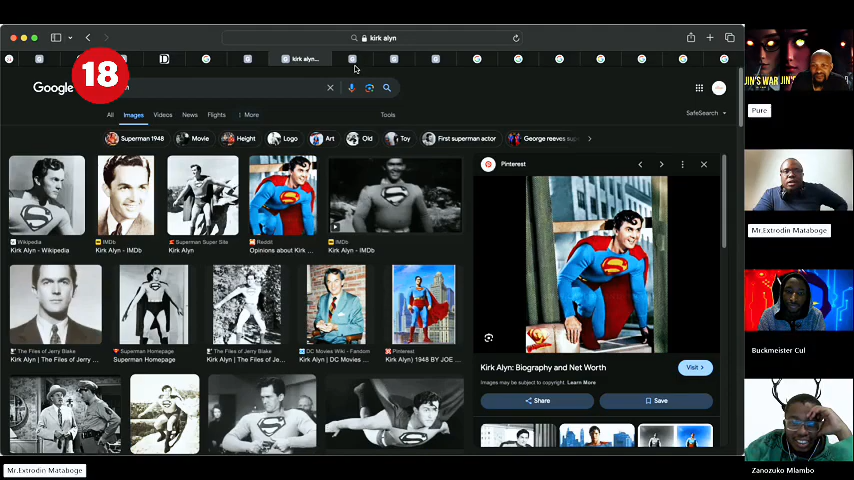 kirk alyn
kirk alyn...
18
Google
All
Images
Videos
News
Flights
More
Tools
SafeSearch
Superman 1948
Movie
Height
Logo
Art
Old
Toy
First superman actor
George reeves supe
Pinterest
Wikipedia
Kirk Alyn - Wikipedia
IMDb
Kirk Alyn - IMDb
Superman Super Site
Kirk Alyn
Reddit
Opinions about Kirk ...
IMDb
Kirk Alyn - IMDb
The Files of Jerry Blake
Kirk Alyn | The Files of Jerry ...
Superman Homepage
Superman Homepage
The Files of Jerry Blake
Kirk Alyn | The Files of Je...
DC Movies Wiki - Fandom
Kirk Alyn | DC Movies ...
Pinterest
Kirk Alyn) 1948 BY JOE ...
Kirk Alyn: Biography and Net Worth
Visit
Images may be subject to copyright. Learn More
Share
Save
JIN'S WAR
Pure
Mr.Extrodin Mataboge
Buckmeister Cul
Zanozuko Mlambo
Mr.Extrodin Mataboge